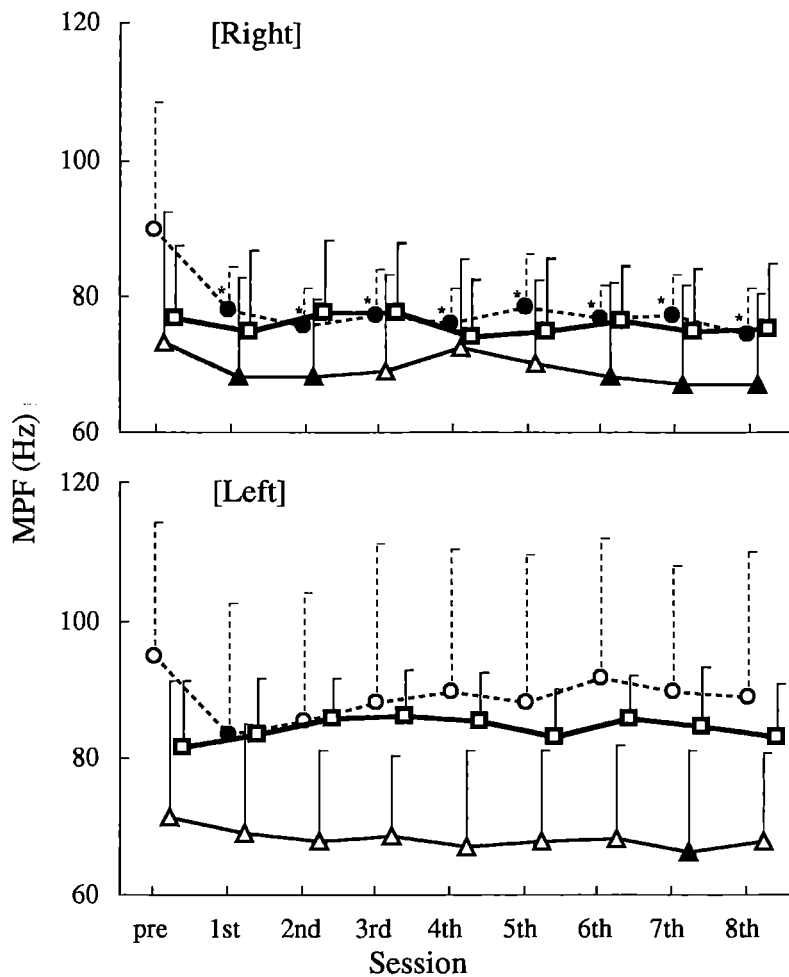 120
[Right]
100
80
* * * * * * * *
60
MPF (Hz)
120
[Left]
100
80
60
pre 1st 2nd 3rd 4th 5th 6th 7th 8th
Session